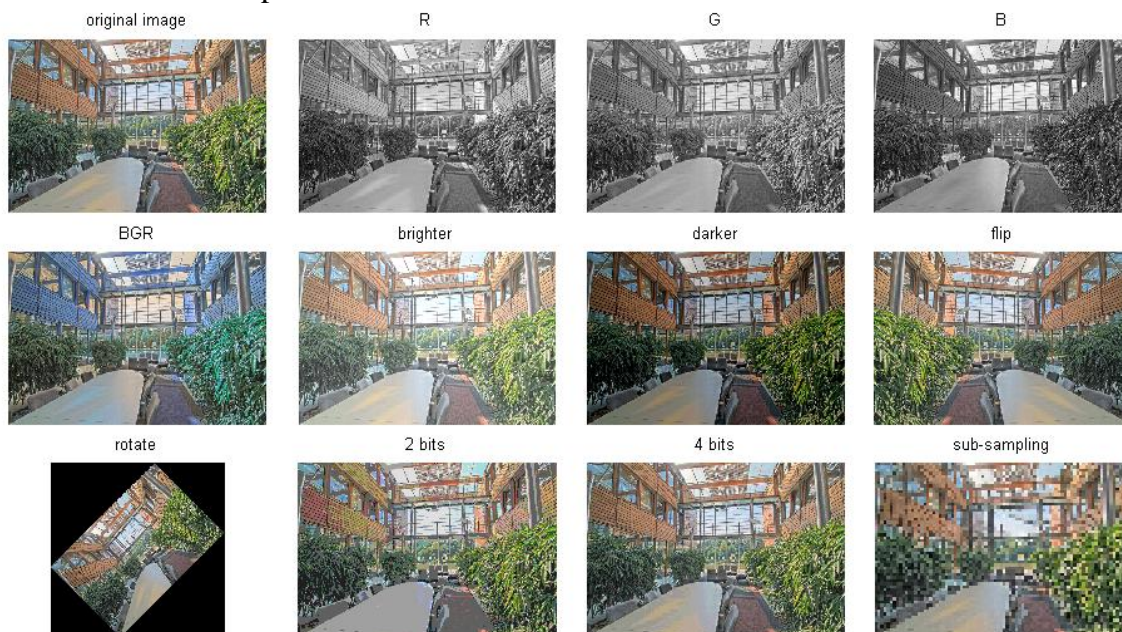 original image R G B
BGR brighter darker flip
rotate 2 bits 4 bits sub-sampling